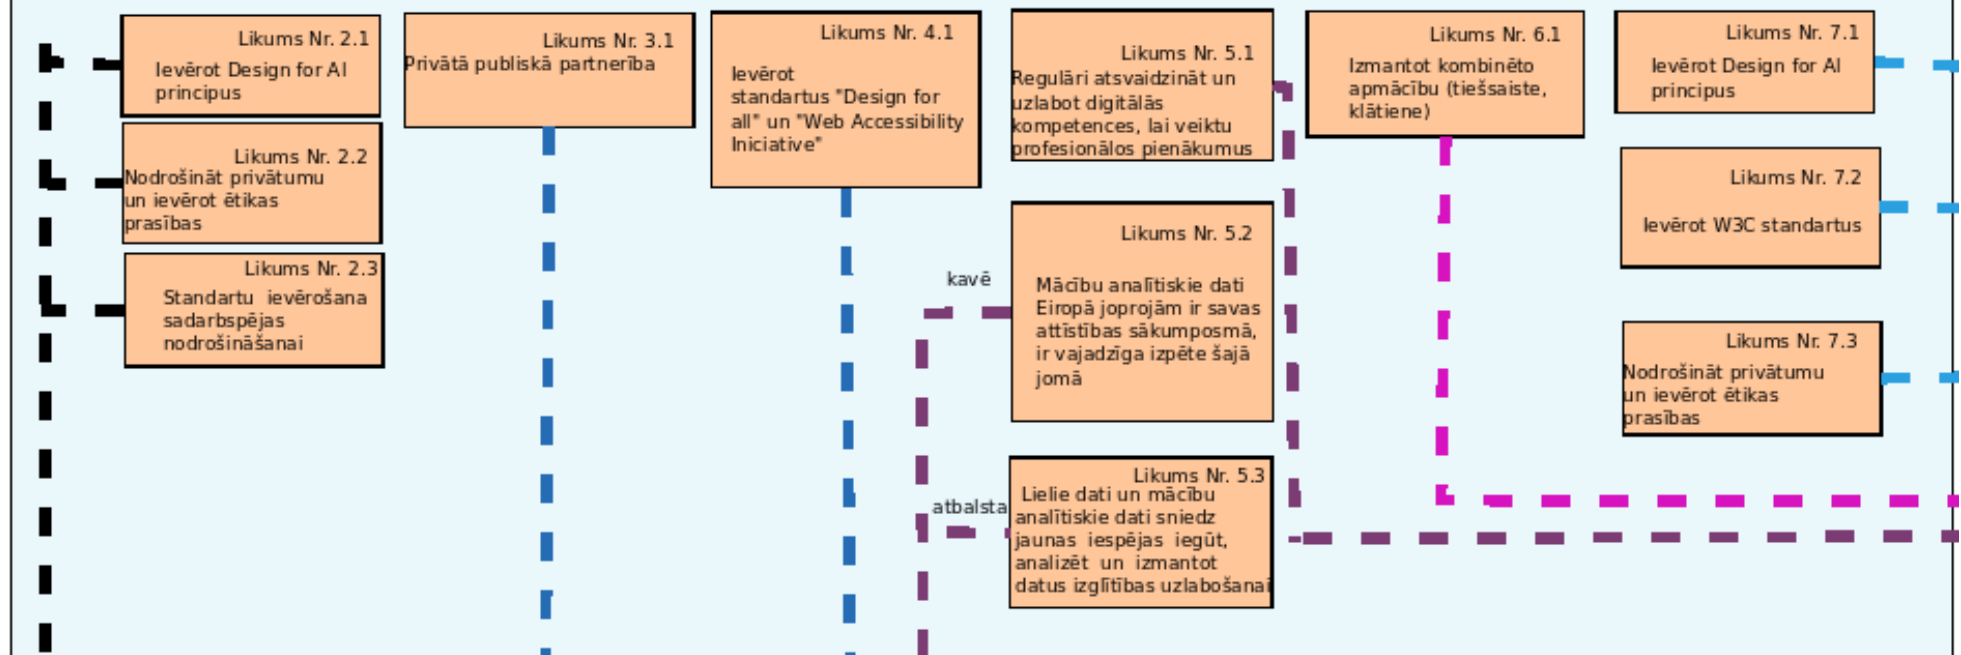 Likums Nr. 2.1
Ievērot Design for AI
principus
Likums Nr. 2.2
Nodrošināt privātumu
un ievērot ētikas
prasības
Likums Nr. 2.3
Standartu ievērošana
sadarbspējas
nodrošināšanai
Likums Nr. 3.1
Privātā publiskā partnerība
Likums Nr. 4.1
Ievērot
standartus "Design for
all" un "Web Accessibility
Iniciative"
Likums Nr. 5.1
Regulāri atsvaidzināt un
uzlabot digitālās
kompetences, lai veiktu
profesionālos pienākumus
kavē
Likums Nr. 5.2
Mācību analītiskie dati
Eiropā joprojām ir savas
attīstības sākumposmā,
ir vajadzīga izpēte šajā
jomā
atbalsta
Likums Nr. 5.3
Lielie dati un mācību
analītiskie dati sniedz
jaunas iespējas iegūt,
analizēt un izmantot
datus izglītības uzlabošanai
Likums Nr. 6.1
Izmantot kombinēto
apmācību (tiešsaiste,
klātiene)
Likums Nr. 7.1
Ievērot Design for AI
principus
Likums Nr. 7.2
Ievērot W3C standartus
Likums Nr. 7.3
Nodrošināt privātumu
un ievērot ētikas
prasības